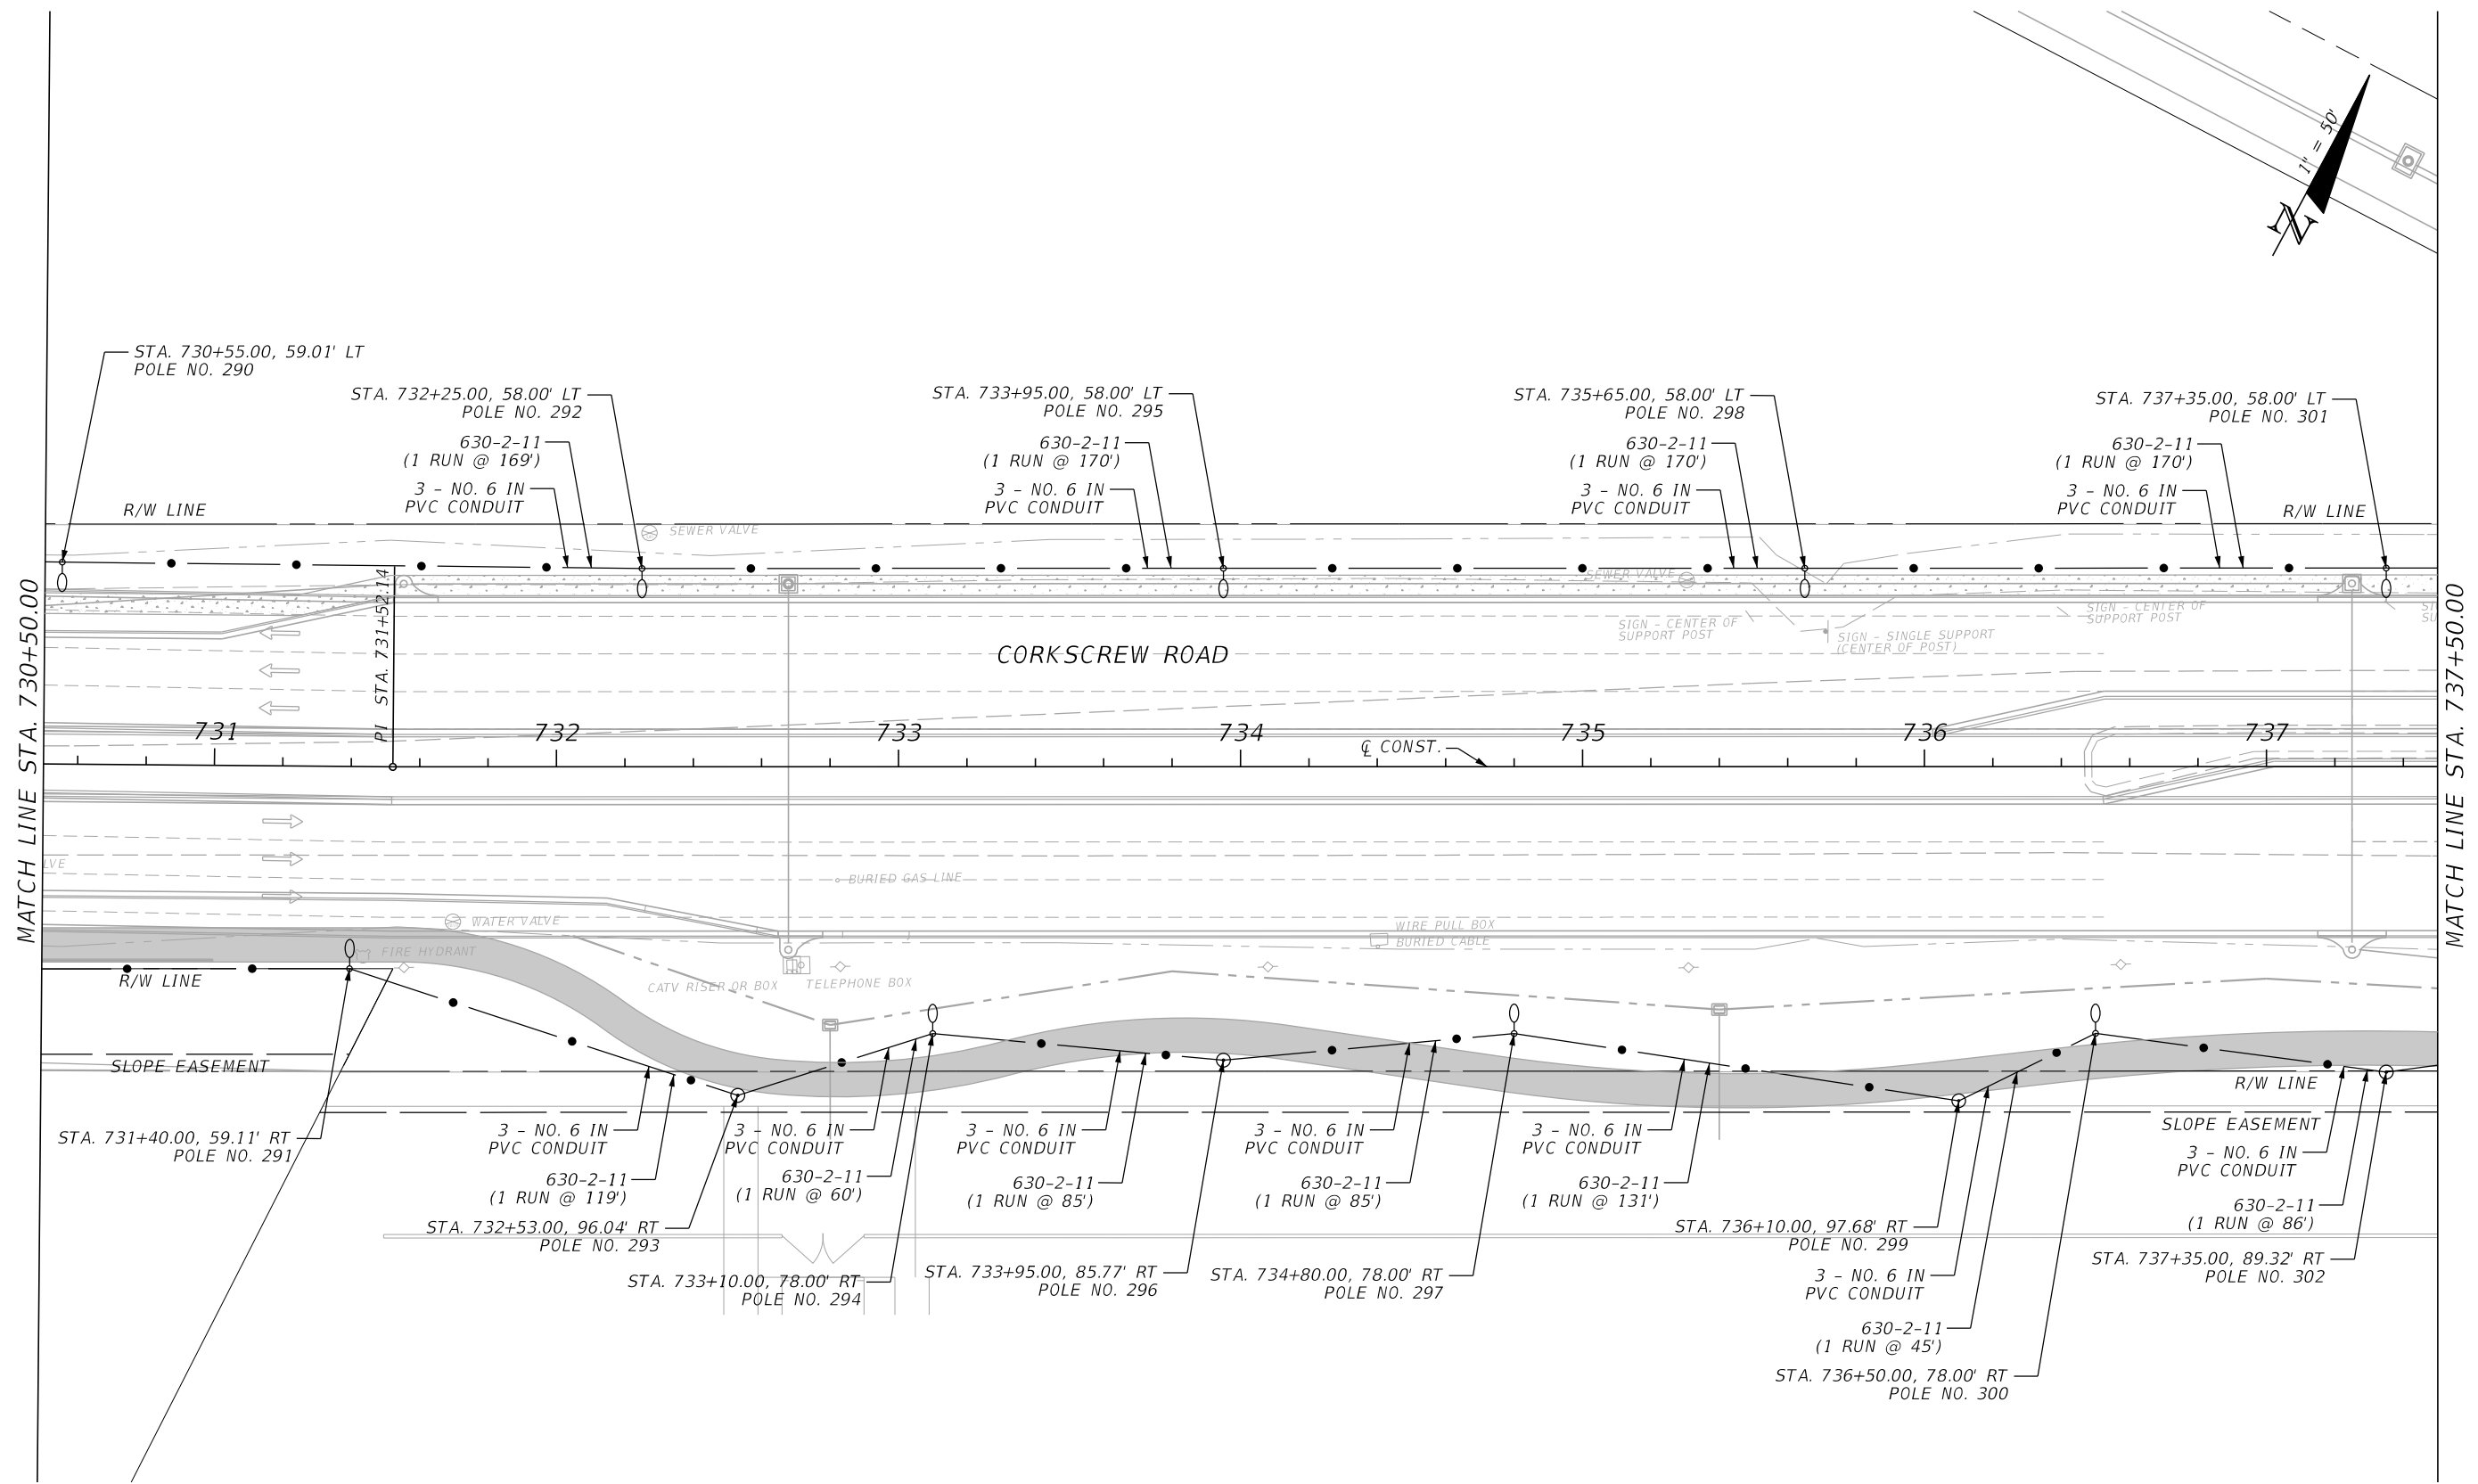 1" = 50'
N
STA. 730+55.00, 59.01' LT
POLE NO. 290
STA. 732+25.00, 58.00' LT
POLE NO. 292
630-2-11
(1 RUN @ 169')
3 - NO. 6 IN
PVC CONDUIT
STA. 733+95.00, 58.00' LT
POLE NO. 295
630-2-11
(1 RUN @ 170')
3 - NO. 6 IN
PVC CONDUIT
STA. 735+65.00, 58.00' LT
POLE NO. 298
630-2-11
(1 RUN @ 170')
3 - NO. 6 IN
PVC CONDUIT
STA. 737+35.00, 58.00' LT
POLE NO. 301
630-2-11
(1 RUN @ 170')
3 - NO. 6 IN
PVC CONDUIT
R/W LINE
SEWER VALVE
R/W LINE
SEWER VALVE
SIGN - CENTER OF
SUPPORT POST
SIGN - SINGLE SUPPORT
(CENTER OF POST)
SIGN - CENTER OF
SUPPORT POST
SI
SU
MATCH LINE STA. 730+50.00
PI STA. 731+52.14
CORKSCREW ROAD
MATCH LINE STA. 737+50.00
731
732
733
734
℄ CONST.
735
736
737
LVE
BURIED GAS LINE
WATER VALVE
FIRE HYDRANT
WIRE PULL BOX
BURIED CABLE
R/W LINE
CATV RISER OR BOX
TELEPHONE BOX
SLOPE EASEMENT
R/W LINE
SLOPE EASEMENT
STA. 731+40.00, 59.11' RT
POLE NO. 291
3 - NO. 6 IN
PVC CONDUIT
630-2-11
(1 RUN @ 119')
STA. 732+53.00, 96.04' RT
POLE NO. 293
3 - NO. 6 IN
PVC CONDUIT
630-2-11
(1 RUN @ 60')
STA. 733+10.00, 78.00' RT
POLE NO. 294
3 - NO. 6 IN
PVC CONDUIT
630-2-11
(1 RUN @ 85')
STA. 733+95.00, 85.77' RT
POLE NO. 296
3 - NO. 6 IN
PVC CONDUIT
630-2-11
(1 RUN @ 85')
STA. 734+80.00, 78.00' RT
POLE NO. 297
3 - NO. 6 IN
PVC CONDUIT
630-2-11
(1 RUN @ 131')
STA. 736+10.00, 97.68' RT
POLE NO. 299
3 - NO. 6 IN
PVC CONDUIT
630-2-11
(1 RUN @ 45')
STA. 736+50.00, 78.00' RT
POLE NO. 300
3 - NO. 6 IN
PVC CONDUIT
630-2-11
(1 RUN @ 86')
STA. 737+35.00, 89.32' RT
POLE NO. 302